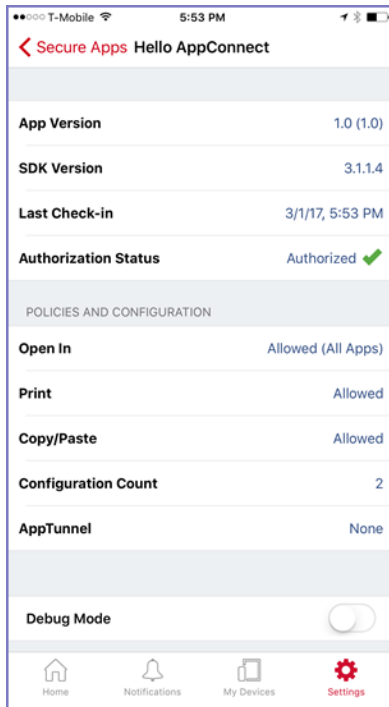 ●●○○○ T-Mobile 5:53 PM
Secure Apps Hello AppConnect
App Version 1.0 (1.0)
SDK Version 3.1.1.4
Last Check-in 3/1/17, 5:53 PM
Authorization Status Authorized
POLICIES AND CONFIGURATION
Open In Allowed (All Apps)
Print Allowed
Copy/Paste Allowed
Configuration Count 2
AppTunnel None
Debug Mode
Home Notifications My Devices Settings